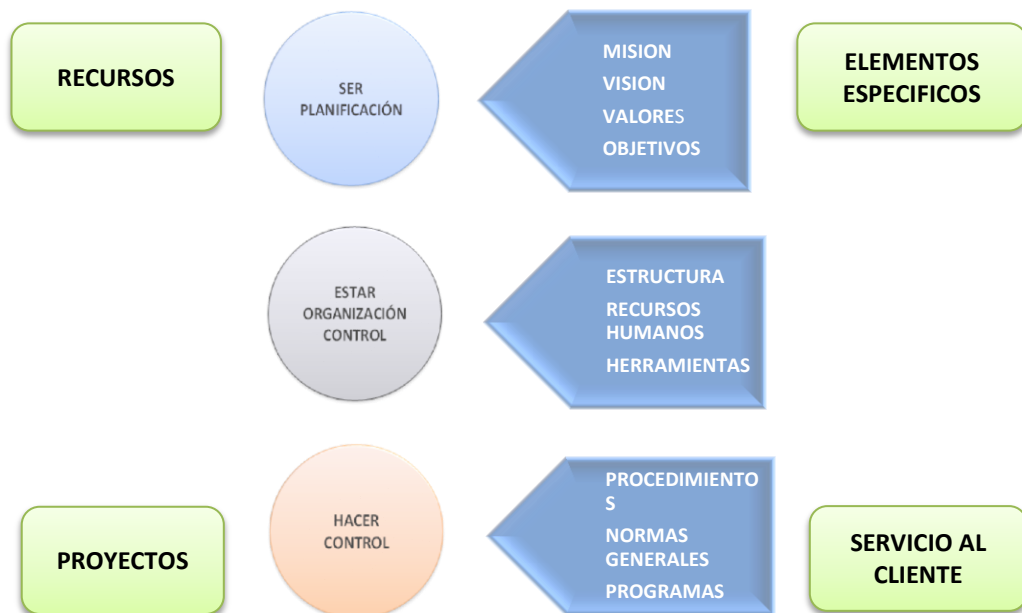 RECURSOS
SER
PLANIFICACIÓN
MISION
VISION
VALORES
OBJETIVOS
ELEMENTOS
ESPECIFICOS
ESTAR
ORGANIZACIÓN
CONTROL
ESTRUCTURA
RECURSOS
HUMANOS
HERRAMIENTAS
PROYECTOS
HACER
CONTROL
PROCEDIMIENTO
S
NORMAS
GENERALES
PROGRAMAS
SERVICIO AL
CLIENTE